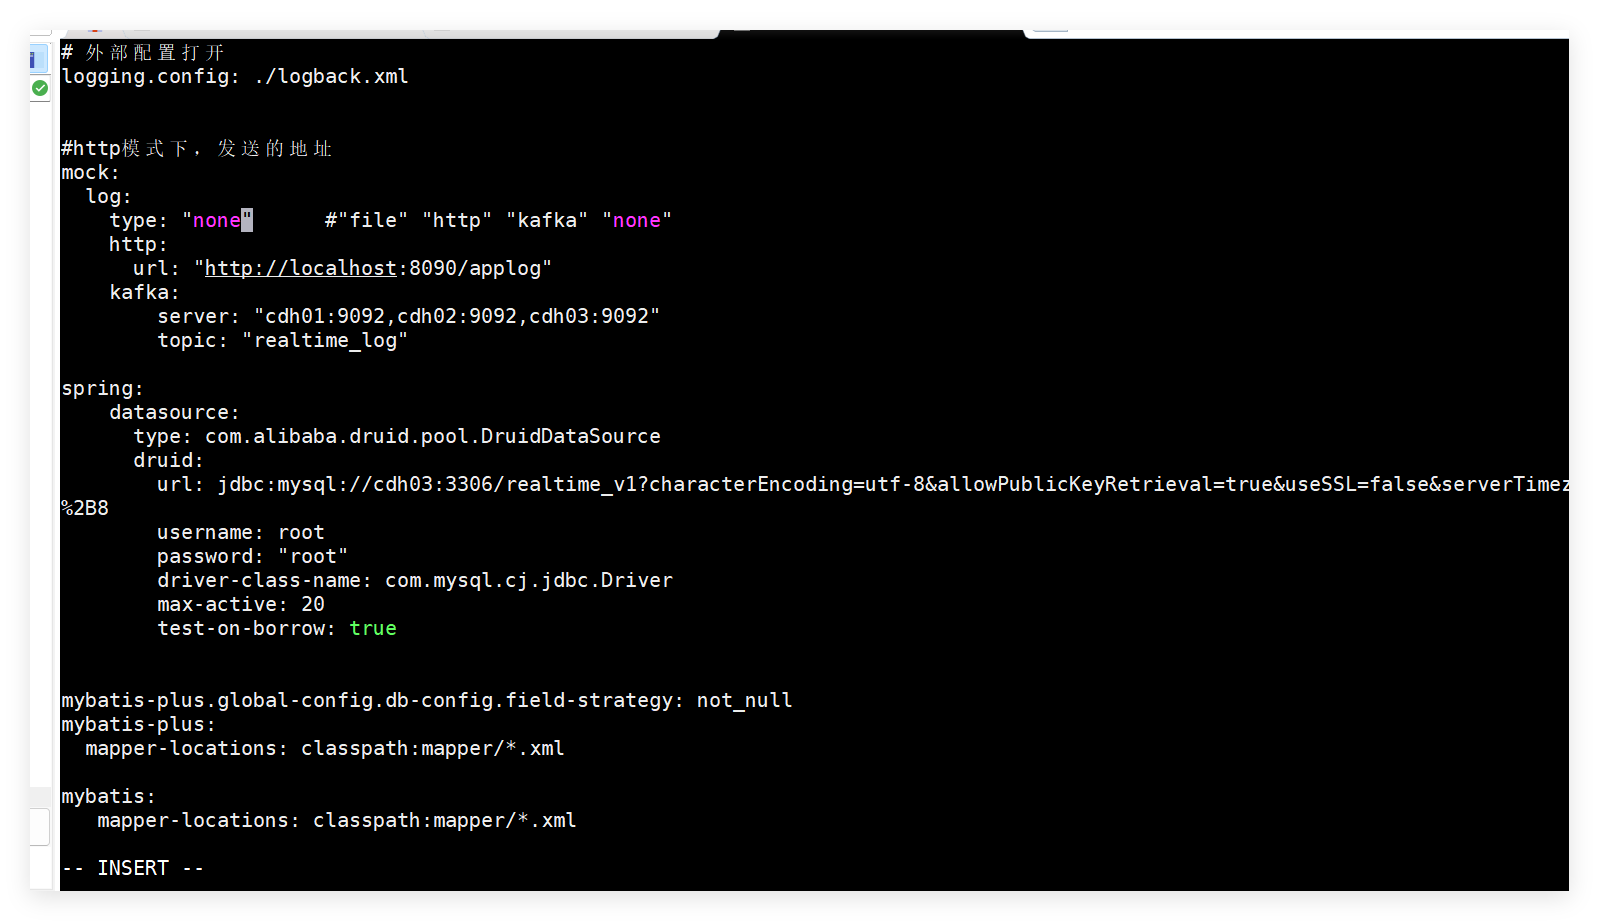 # 外部配置打开
logging.config: ./logback.xml
#http模式下，发送的地址
mock:
  log:
    type: "none"      #"file" "http" "kafka" "none"
    http:
      url: "http://localhost:8090/applog"
    kafka:
        server: "cdh01:9092,cdh02:9092,cdh03:9092"
        topic: "realtime_log"
spring:
    datasource:
      type: com.alibaba.druid.pool.DruidDataSource
      druid:
        url: jdbc:mysql://cdh03:3306/realtime_v1?characterEncoding=utf-8&allowPublicKeyRetrieval=true&useSSL=false&serverTimez
%2B8
        username: root
        password: "root"
        driver-class-name: com.mysql.cj.jdbc.Driver
        max-active: 20
        test-on-borrow: true
mybatis-plus.global-config.db-config.field-strategy: not_null
mybatis-plus:
  mapper-locations: classpath:mapper/*.xml
mybatis:
   mapper-locations: classpath:mapper/*.xml
-- INSERT --